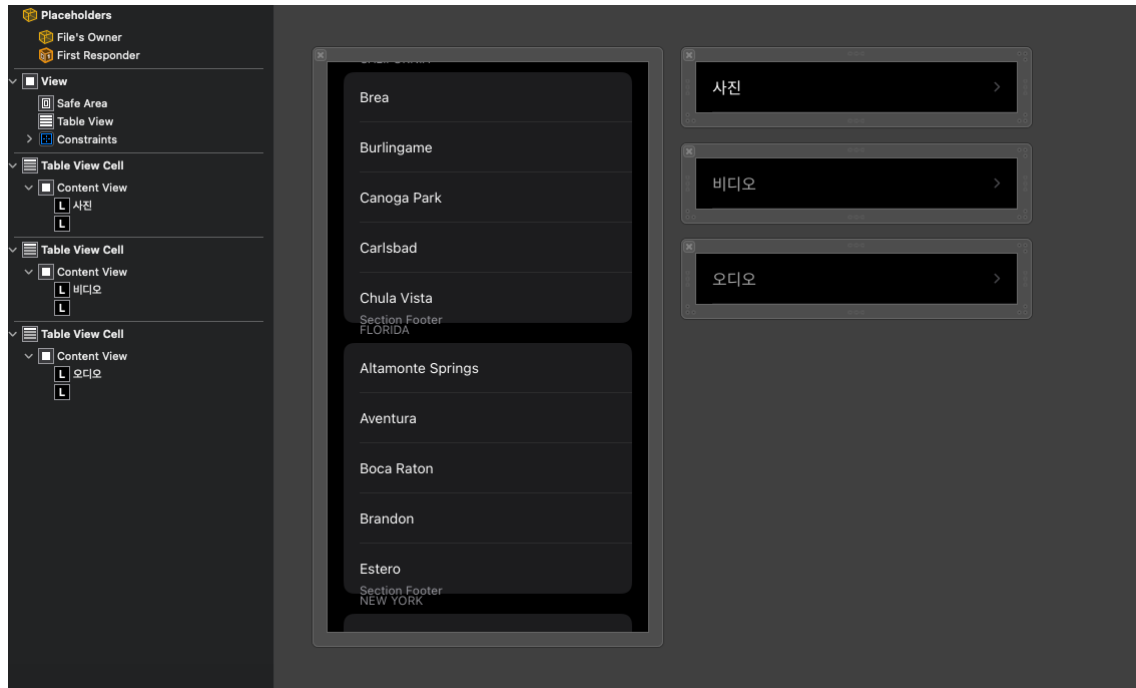 Placeholders
File's Owner
First Responder
View
Safe Area
Table View
Constraints
Table View Cell
Content View
L 사진
L
Table View Cell
Content View
L 비디오
L
Table View Cell
Content View
L 오디오
L
Brea
Burlingame
Canoga Park
Carlsbad
Chula Vista
Section Footer
FLORIDA
Altamonte Springs
Aventura
Boca Raton
Brandon
Estero
Section Footer
NEW YORK
사진
비디오
오디오